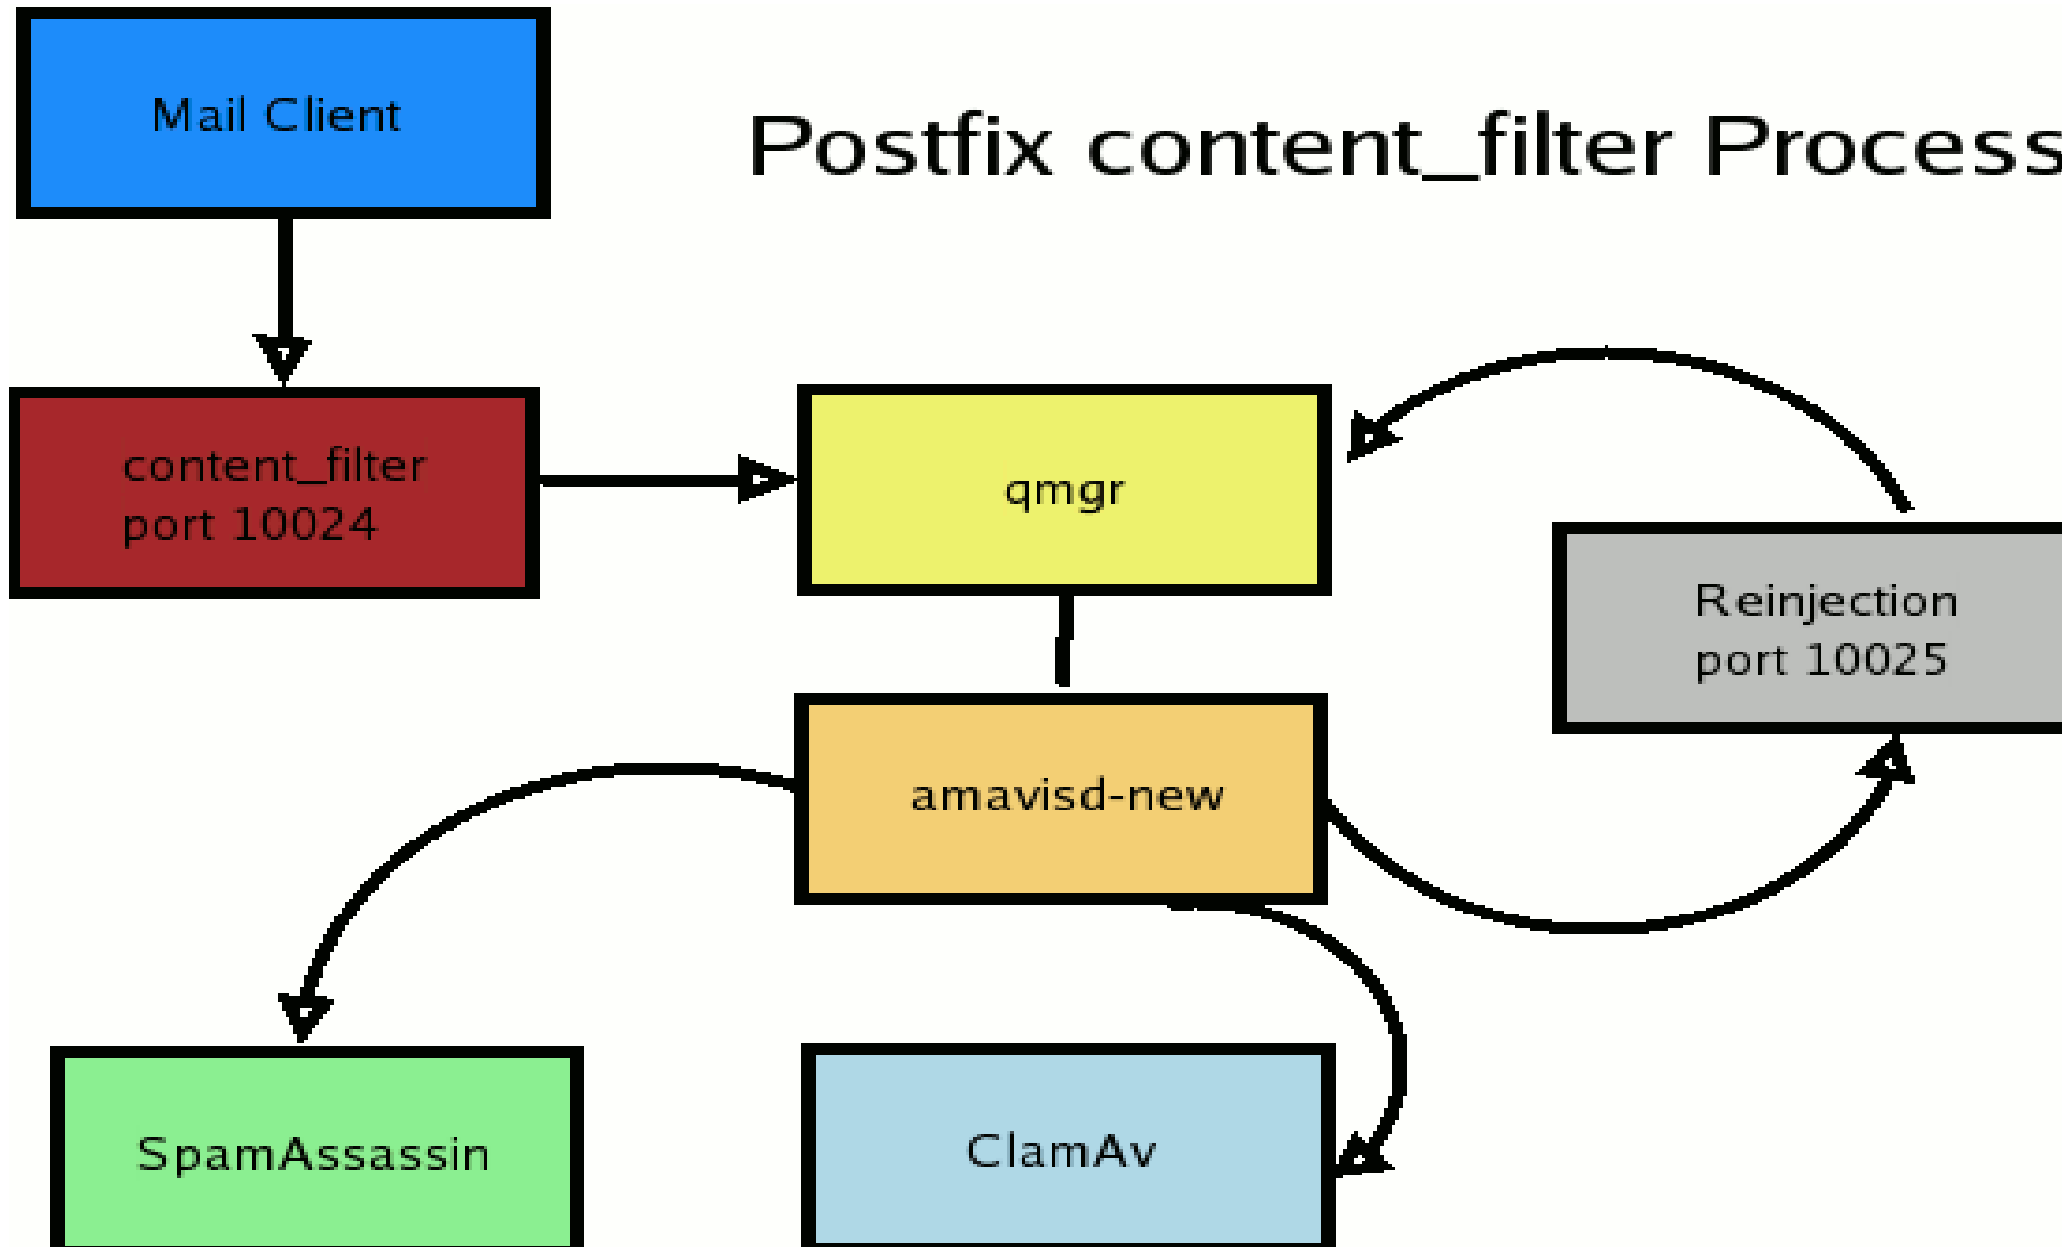 Mail Client
Postfix content_filter Process
content_filter
port 10024
qmgr
Reinjection
port 10025
amavisd-new
SpamAssassin
ClamAv